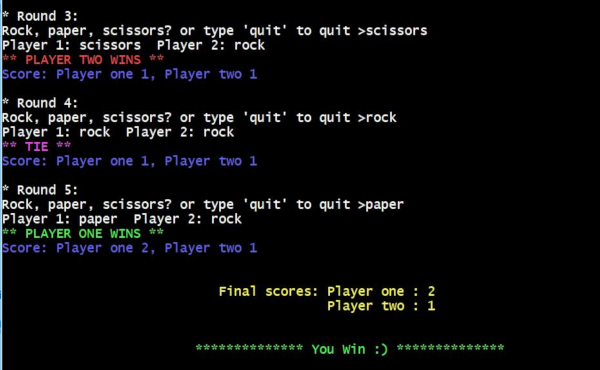 * Round 3:
Rock, paper, scissors? or type 'quit' to quit >scissors
Player 1: scissors  Player 2: rock
** PLAYER TWO WINS **
Score: Player one 1, Player two 1
* Round 4:
Rock, paper, scissors? or type 'quit' to quit >rock
Player 1: rock  Player 2: rock
** TIE **
Score: Player one 1, Player two 1
* Round 5:
Rock, paper, scissors? or type 'quit' to quit >paper
Player 1: paper  Player 2: rock
** PLAYER ONE WINS **
Score: Player one 2, Player two 1
Final scores: Player one : 2
Player two : 1
************** You Win :) **************